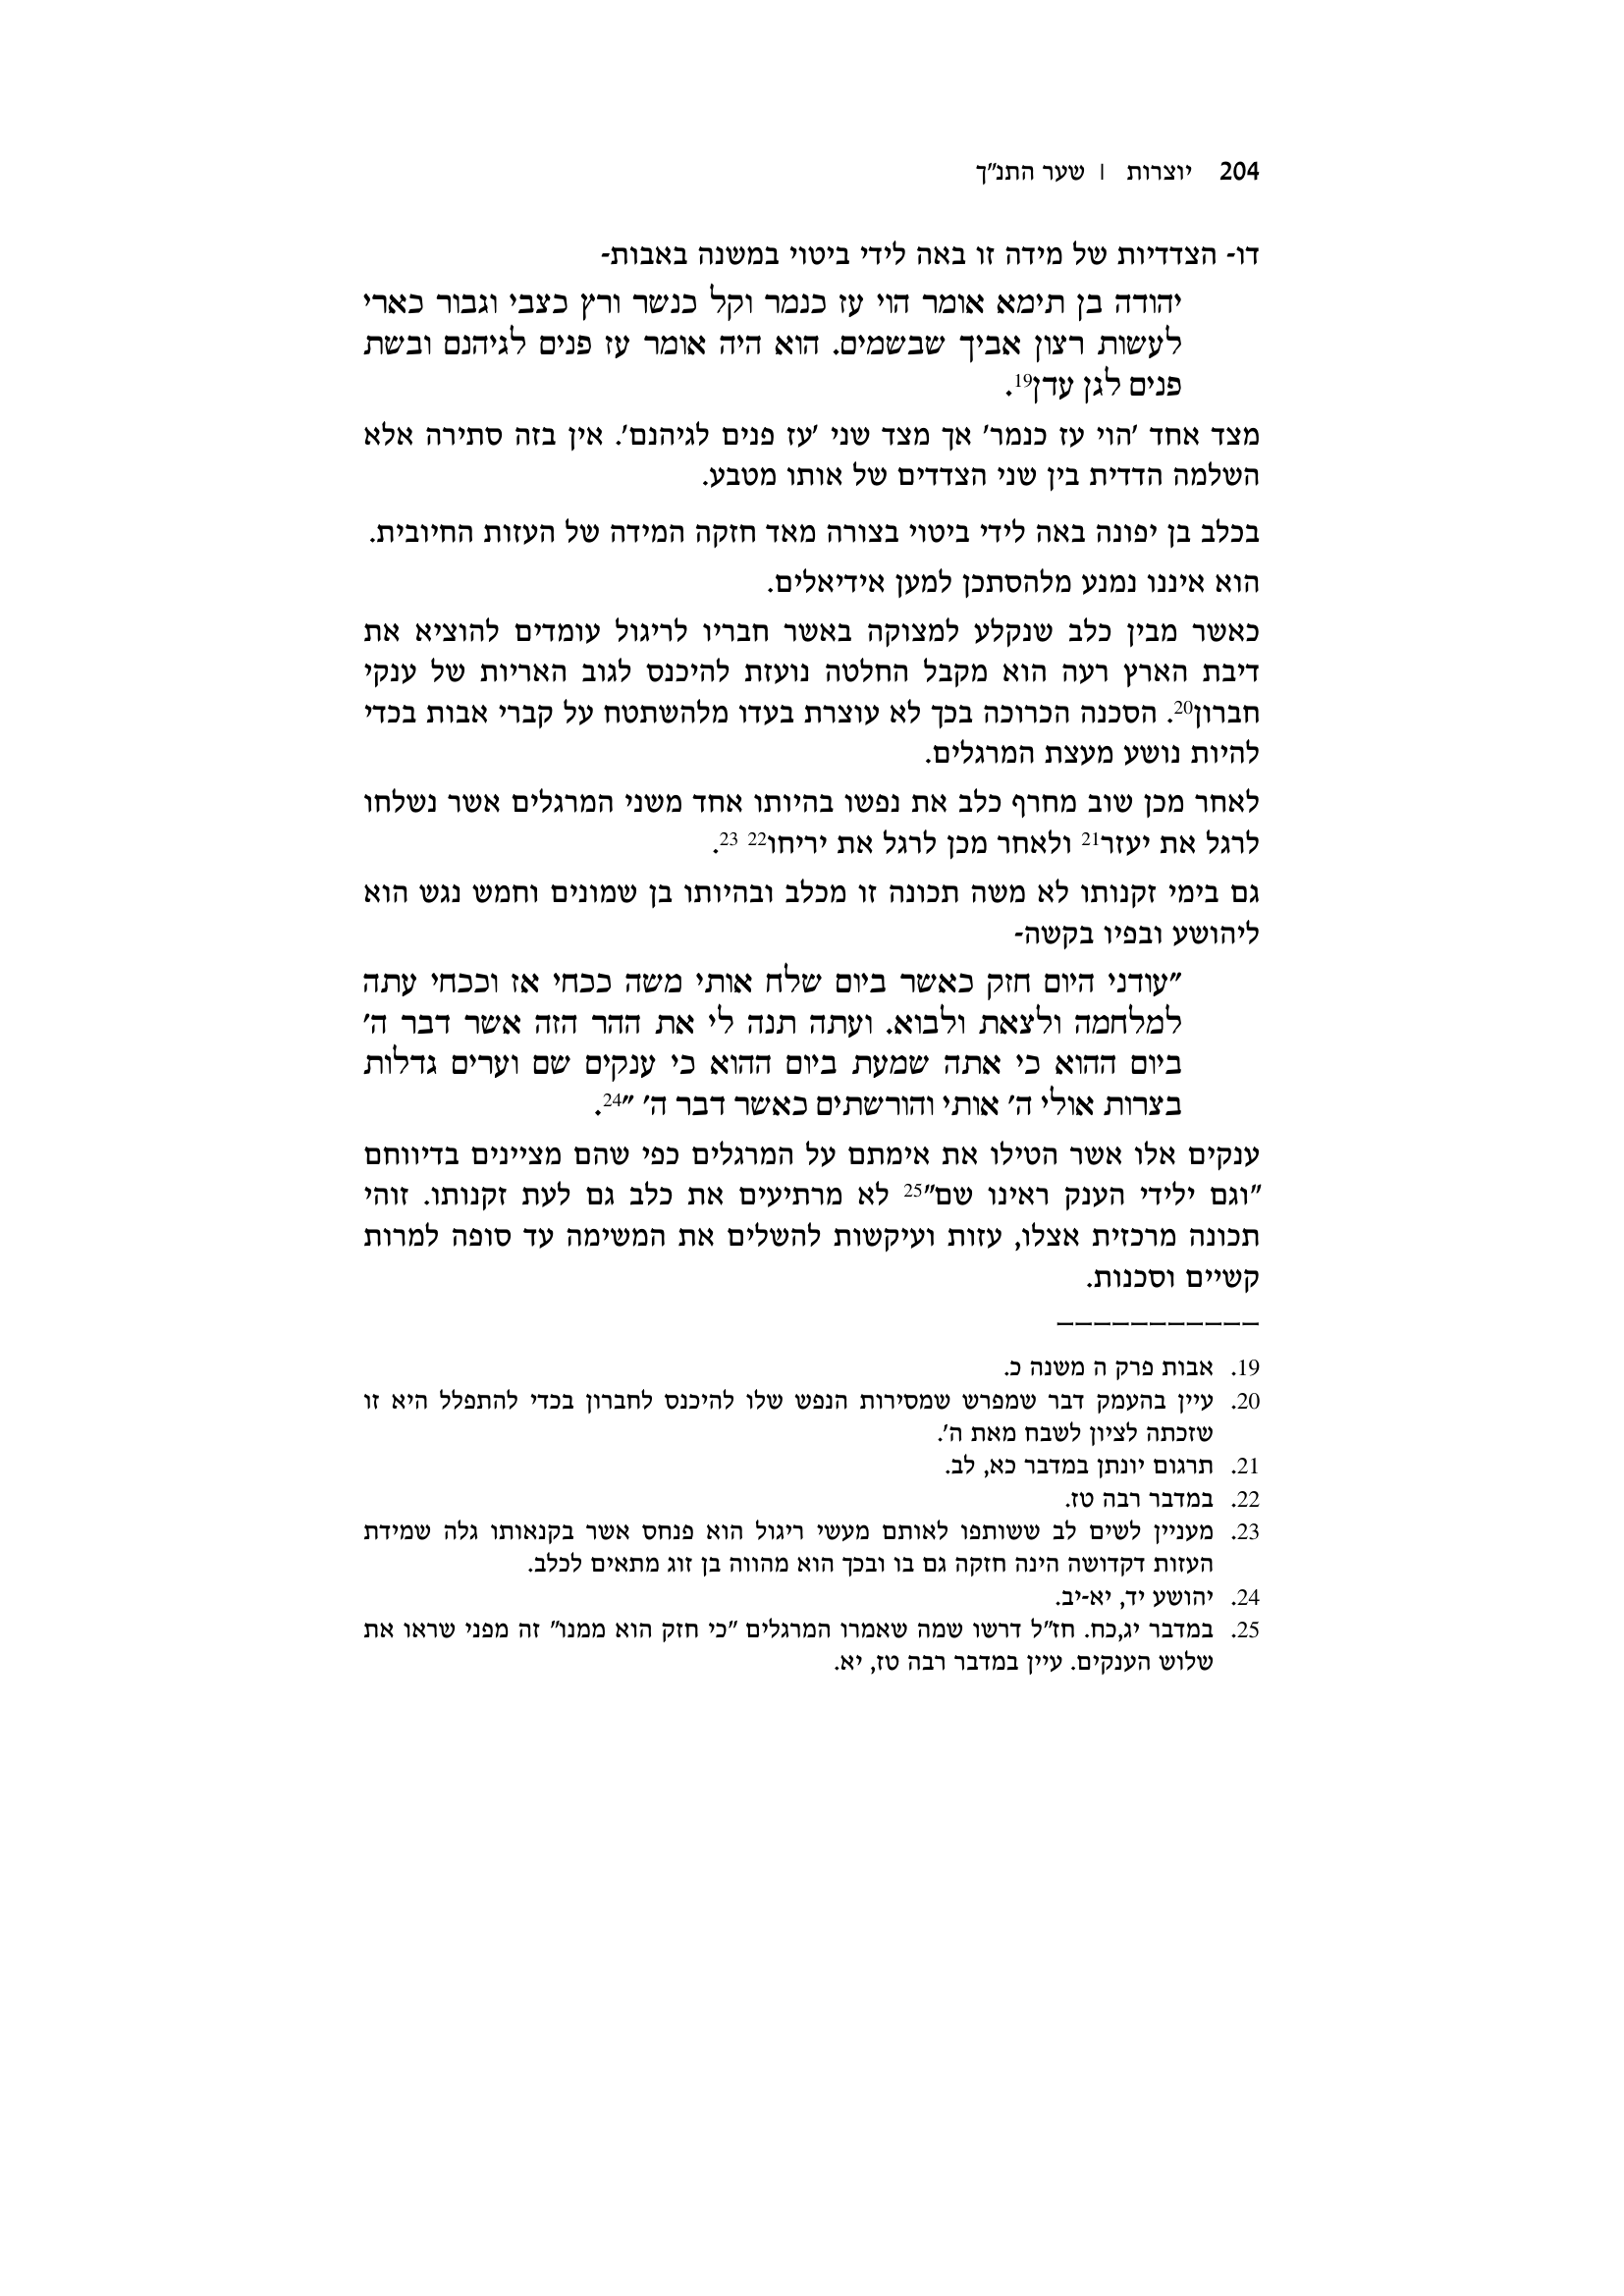 204 יוצרות | שער התנ"ך
דו- הצדדיות של מידה זו באה לידי ביטוי במשנה באבות-
יהודה בן תימא אומר הוי עז כנמר וקל כנשר ורץ כצבי וגבור כארי
לעשות רצון אביך שבשמים. הוא היה אומר עז פנים לגיהנם ובשת
פנים לגן עדן19.
מצד אחד 'הוי עז כנמר' אך מצד שני 'עז פנים לגיהנם'. אין בזה סתירה אלא
השלמה הדדית בין שני הצדדים של אותו מטבע.
בכלב בן יפונה באה לידי ביטוי בצורה מאד חזקה המידה של העזות החיובית.
הוא איננו נמנע מלהסתכן למען אידיאלים.
כאשר מבין כלב שנקלע למצוקה באשר חבריו לריגול עומדים להוציא את
דיבת הארץ רעה הוא מקבל החלטה נועזת להיכנס לגוב האריות של ענקי
חברון20. הסכנה הכרוכה בכך לא עוצרת בעדו מלהשתטח על קברי אבות בכדי
להיות נושע מעצת המרגלים.
לאחר מכן שוב מחרף כלב את נפשו בהיותו אחד משני המרגלים אשר נשלחו
לרגל את יעזר21 ולאחר מכן לרגל את יריחו22 23.
גם בימי זקנותו לא משה תכונה זו מכלב ובהיותו בן שמונים וחמש נגש הוא
ליהושע ובפיו בקשה-
"עודני היום חזק כאשר ביום שלח אותי משה ככחי אז וככחי עתה
למלחמה ולצאת ולבוא. ועתה תנה לי את ההר הזה אשר דבר ה'
ביום ההוא כי אתה שמעת ביום ההוא כי ענקים שם וערים גדלות
בצרות אולי ה' אותי והורשתים כאשר דבר ה' "24.
ענקים אלו אשר הטילו את אימתם על המרגלים כפי שהם מציינים בדיווחם
"וגם ילידי הענק ראינו שם"25 לא מרתיעים את כלב גם לעת זקנותו. זוהי
תכונה מרכזית אצלו, עזות ועיקשות להשלים את המשימה עד סופה למרות
קשיים וסכנות.
–––––––––––
19. אבות פרק ה משנה כ.
20. עיין בהעמק דבר שמפרש שמסירות הנפש שלו להיכנס לחברון בכדי להתפלל היא זו
שזכתה לציון לשבח מאת ה'.
21. תרגום יונתן במדבר כא, לב.
22. במדבר רבה טז.
23. מעניין לשים לב ששותפו לאותם מעשי ריגול הוא פנחס אשר בקנאותו גלה שמידת
העזות דקדושה הינה חזקה גם בו ובכך הוא מהווה בן זוג מתאים לכלב.
24. יהושע יד, יא-יב.
25. במדבר יג,כח. חז"ל דרשו שמה שאמרו המרגלים "כי חזק הוא ממנו" זה מפני שראו את
שלוש הענקים. עיין במדבר רבה טז, יא.